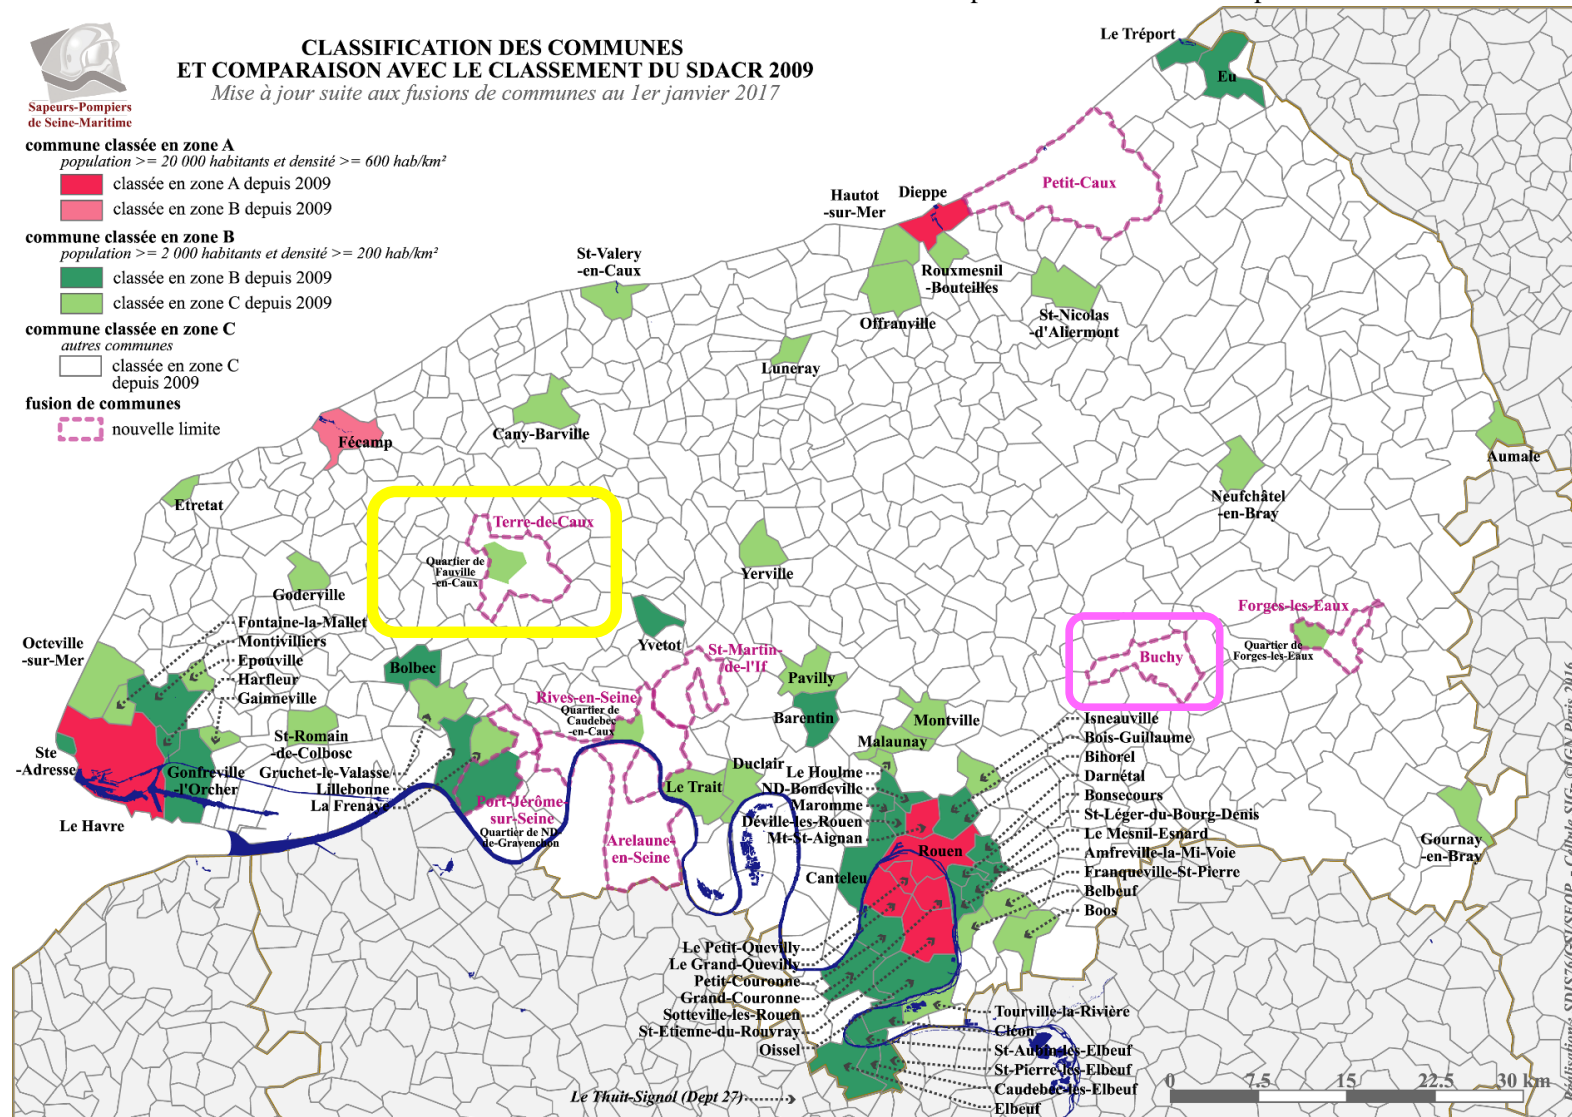 CLASSIFICATION DES COMMUNES
ET COMPARAISON AVEC LE CLASSEMENT DU SDACR 2009
Mise à jour suite aux fusions de communes au 1er janvier 2017
Sapeurs-Pompiers
de Seine-Maritime
commune classée en zone A
population >= 20 000 habitants et densité >= 600 hab/km²
classée en zone A depuis 2009
classée en zone B depuis 2009
commune classée en zone B
population >= 2 000 habitants et densité >= 200 hab/km²
classée en zone B depuis 2009
classée en zone C depuis 2009
commune classée en zone C
autres communes
classée en zone C
depuis 2009
fusion de communes
nouvelle limite
Le Tréport
Eu
Petit-Caux
Dieppe
Hautot
-sur-Mer
Rouxmesnil
-Bouteilles
Offranville
St-Nicolas
-d'Aliermont
St-Valery
-en-Caux
Luneray
Cany-Barville
Fécamp
Etretat
Aumale
Neufchâtel
-en-Bray
Terre-de-Caux
Quartier de
Fauville
-en-Caux
Goderville
Yerville
Yvetot
Forges-les-Eaux
Quartier de
Forges-les-Eaux
Buchy
Fontaine-la-Mallet
Montivilliers
Epouville
Harfleur
Gainneville
Octeville
-sur-Mer
Bolbec
St-Martin-
de-l'If
Pavilly
Rives-en-Seine
Quartier de
Caudebec
-en-Caux
Barentin
Montville
Malaunay
St-Romain
-de-Colbosc
Ste
-Adresse
Gonfreville
-l'Orcher
Gruchet-le-Valasse
Lillebonne
La Frenaye
Le Havre
Port-Jérôme-
sur-Seine
Quartier de ND
-de-Gravenchon
Duclair
Le Trait
Arelaune-
en-Seine
Le Houlme
ND-Bondeville
Maromme
Déville-les-Rouen
Mt-St-Aignan
Canteleu
Rouen
Isneauville
Bois-Guillaume
Bihorel
Darnétal
Bonsecours
St-Léger-du-Bourg-Denis
Le Mesnil-Esnard
Amfreville-la-Mi-Voie
Franqueville-St-Pierre
Belbeuf
Boos
Gournay
-en-Bray
Le Petit-Quevilly
Le Grand-Quevilly
Petit-Couronne
Grand-Couronne
Sotteville-les-Rouen
St-Etienne-du-Rouvray
Oissel
Tourville-la-Rivière
Cléon
St-Aubin-les-Elbeuf
St-Pierre-les-Elbeuf
Caudebec-les-Elbeuf
Elbeuf
Le Thuit-Signol (Dept 27)
0 7.5 15 22.5 30 km